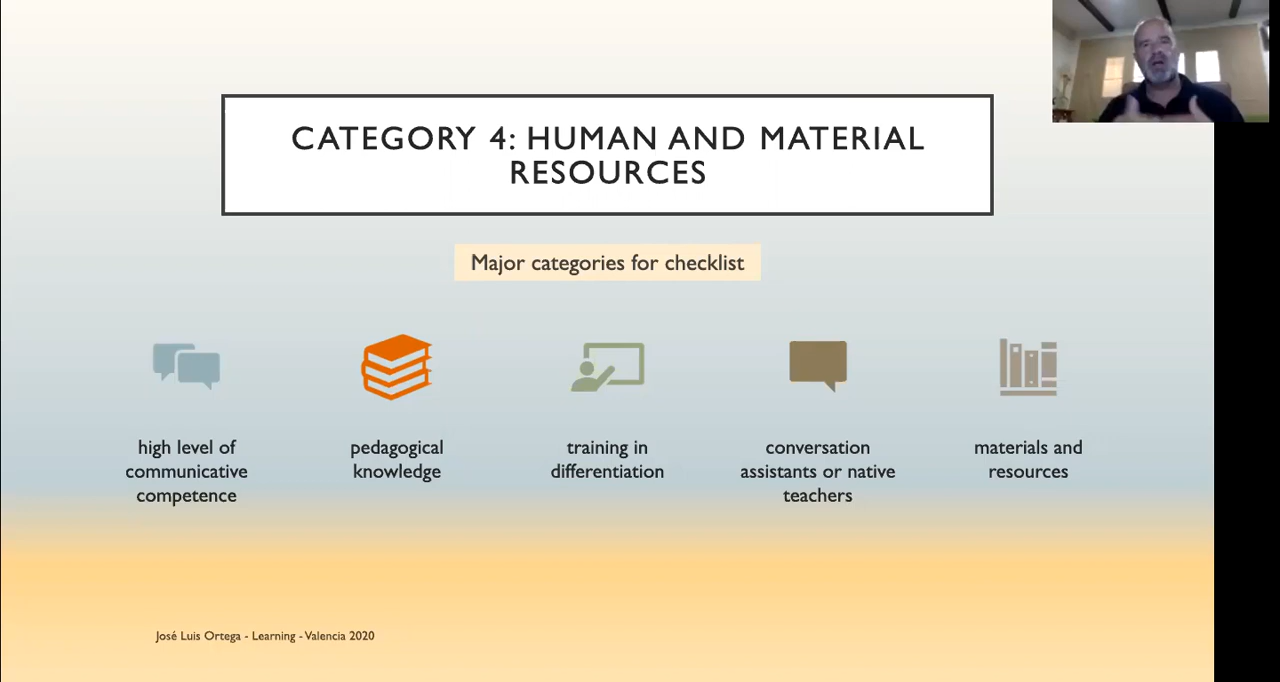 CATEGORY 4: HUMAN AND MATERIAL
RESOURCES
Major categories for checklist
high level of
communicative
competence
pedagogical
knowledge
training in
differentiation
conversation
assistants or native
teachers
materials and
resources
José Luis Ortega - Learning - Valencia 2020